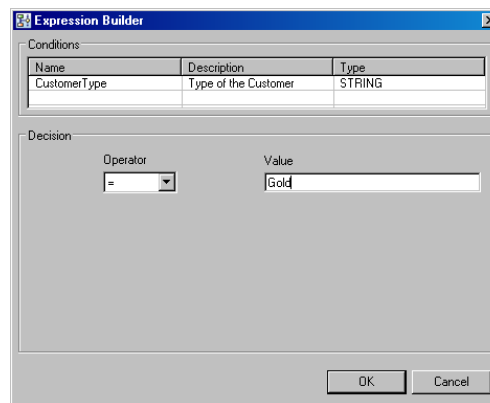 Expression Builder
Conditions
Name Description Type
CustomerType Type of the Customer STRING
Decision
Operator Value
= Gold
OK Cancel